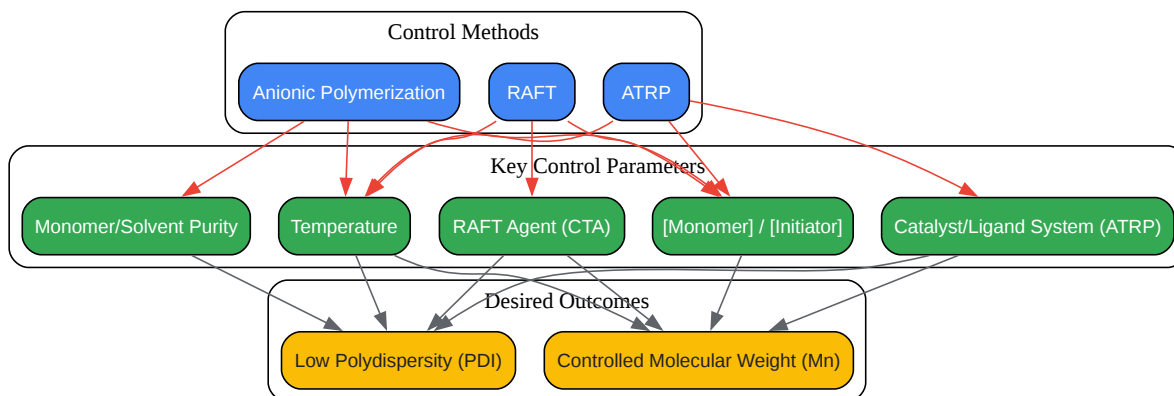 Control Methods
Anionic Polymerization
RAFT
ATRP
Key Control Parameters
Monomer/Solvent Purity
Temperature
RAFT Agent (CTA)
[Monomer] / [Initiator]
Catalyst/Ligand System (ATRP)
Desired Outcomes
Low Polydispersity (PDI)
Controlled Molecular Weight (Mn)